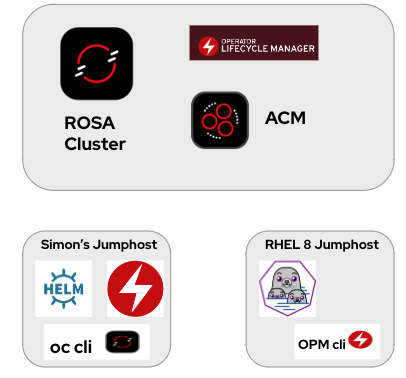 OPERATOR
LIFECYCLE MANAGER
ROSA
Cluster
ACM
Simon's Jumphost
HELM
oc cli
RHEL 8 Jumphost
OPM cli